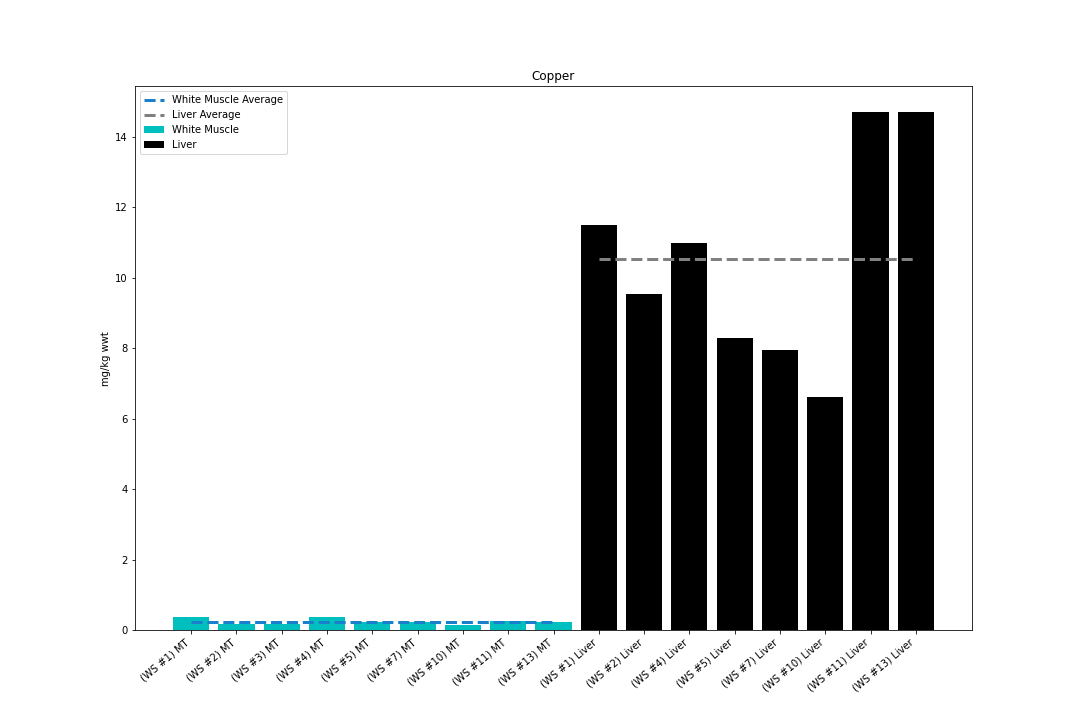 Copper
White Muscle Average
Liver Average
White Muscle
Liver
14
12
10
8
6
4
2
0
mg/kg wwt
(WS #1) MT
(WS #2) MT
(WS #3) MT
(WS #4) MT
(WS #5) MT
(WS #7) MT
(WS #10) MT
(WS #11) MT
(WS #13) MT
(WS #1) Liver
(WS #2) Liver
(WS #4) Liver
(WS #5) Liver
(WS #7) Liver
(WS #10) Liver
(WS #11) Liver
(WS #13) Liver